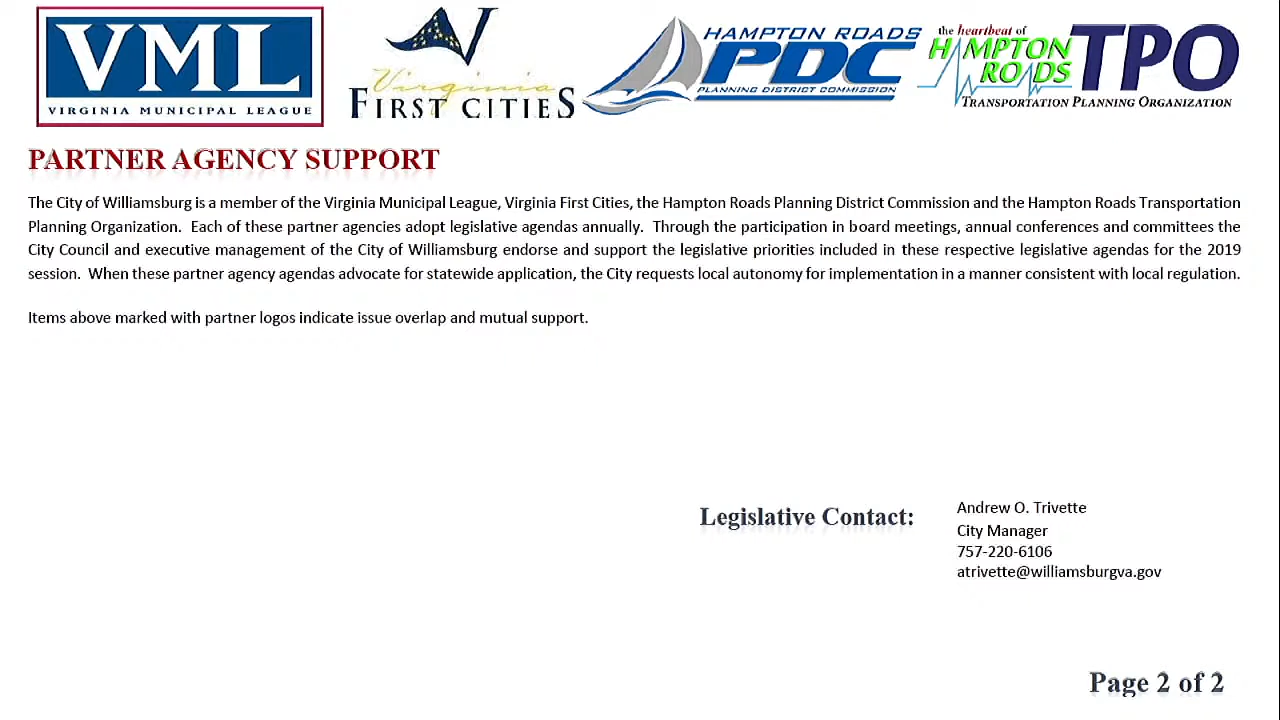 VML
VIRGINIA MUNICIPAL LEAGUE
Virginia
FIRST CITIES
HAMPTON ROADS
PDC
PLANNING DISTRICT COMMISSION
the heartbeat of
HAMPTON
ROADS
TPO
TRANSPORTATION PLANNING ORGANIZATION
PARTNER AGENCY SUPPORT
The City of Williamsburg is a member of the Virginia Municipal League, Virginia First Cities, the Hampton Roads Planning District Commission and the Hampton Roads Transportation
Planning Organization. Each of these partner agencies adopt legislative agendas annually. Through the participation in board meetings, annual conferences and committees the
City Council and executive management of the City of Williamsburg endorse and support the legislative priorities included in these respective legislative agendas for the 2019
session. When these partner agency agendas advocate for statewide application, the City requests local autonomy for implementation in a manner consistent with local regulation.
Items above marked with partner logos indicate issue overlap and mutual support.
Legislative Contact:
Andrew O. Trivette
City Manager
757-220-6106
atrivette@williamsburgva.gov
Page 2 of 2